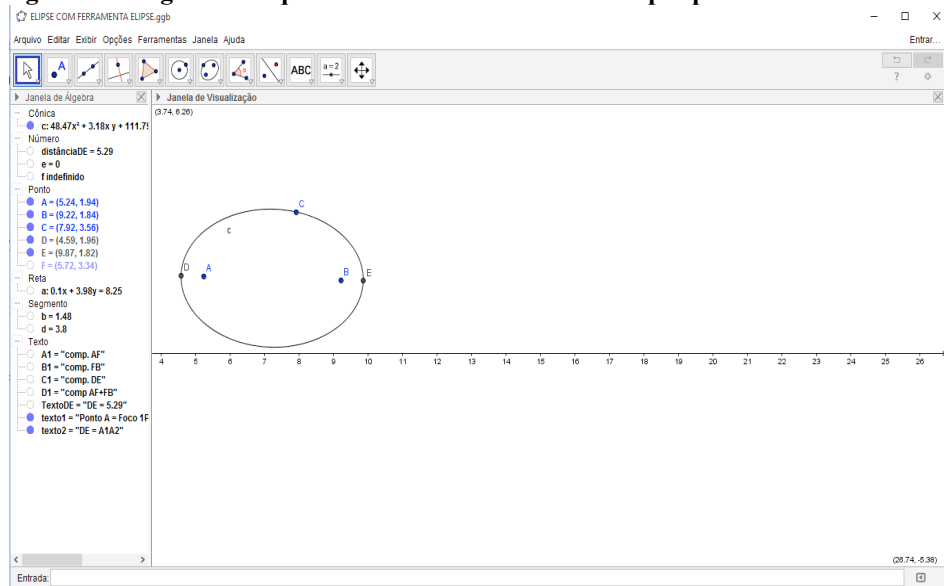 ELIPSE COM FERRAMENTA ELIPSE.ggb
Arquivo Editar Exibir Opções Ferramentas Janela Ajuda
Entrar...
A
ABC
a = 2
?
Janela de Álgebra
Janela de Visualização
Cônica
c: 48.47x² + 3.18x y + 111.7
Número
distânciaDE = 5.29
e = 0
f indefinido
Ponto
A = (5.24, 1.94)
B = (9.22, 1.84)
C = (7.92, 3.56)
D = (4.59, 1.96)
E = (9.87, 1.82)
F = (5.72, 3.34)
Reta
a: 0.1x + 3.98y = 8.25
Segmento
b = 1.48
d = 3.8
Texto
A1 = "comp. AF"
B1 = "comp. FB"
C1 = "comp. DE"
D1 = "comp AF+FB"
TextoDE = "DE = 5.29"
texto1 = "Ponto A = Foco 1F
texto2 = "DE = A1A2"
(3.74, 6.26)
C
c
D A B E
4 5 6 7 8 9 10 11 12 13 14 15 16 17 18 19 20 21 22 23 24 25 26
(26.74, -5.38)
Entrada: